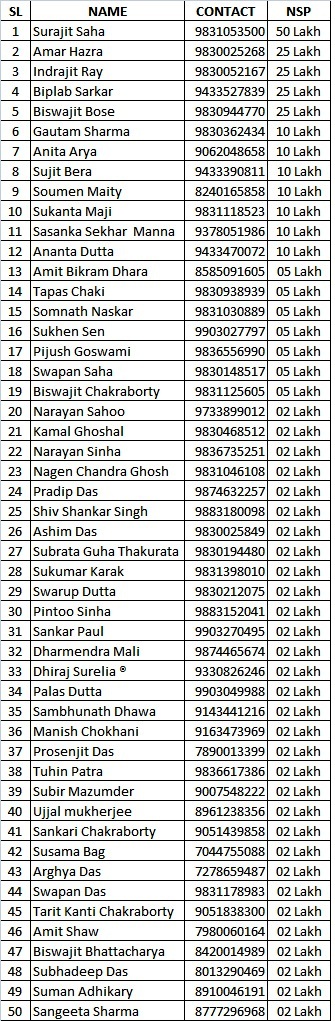 SL NAME CONTACT NSP
1 Surajit Saha 9831053500 50 Lakh
2 Amar Hazra 9830025268 25 Lakh
3 Indrajit Ray 9830052167 25 Lakh
4 Biplab Sarkar 9433527839 25 Lakh
5 Biswajit Bose 9830944770 25 Lakh
6 Gautam Sharma 9830362434 10 Lakh
7 Anita Arya 9062048658 10 Lakh
8 Sujit Bera 9433390811 10 Lakh
9 Soumen Maity 8240165858 10 Lakh
10 Sukanta Maji 9831118523 10 Lakh
11 Sasanka Sekhar Manna 9378051986 10 Lakh
12 Ananta Dutta 9433470072 10 Lakh
13 Amit Bikram Dhara 8585091605 05 Lakh
14 Tapas Chaki 9830938939 05 Lakh
15 Somnath Naskar 9831030889 05 Lakh
16 Sukhen Sen 9903027797 05 Lakh
17 Pijush Goswami 9836556990 05 Lakh
18 Swapan Saha 9830148517 05 Lakh
19 Biswajit Chakraborty 9831125605 05 Lakh
20 Narayan Sahoo 9733899012 02 Lakh
21 Kamal Ghoshal 9830468512 02 Lakh
22 Narayan Sinha 9836735251 02 Lakh
23 Nagen Chandra Ghosh 9831046108 02 Lakh
24 Pradip Das 9874632257 02 Lakh
25 Shiv Shankar Singh 9883180098 02 Lakh
26 Ashim Das 9830025849 02 Lakh
27 Subrata Guha Thakurata 9830194480 02 Lakh
28 Sukumar Karak 9831398010 02 Lakh
29 Swarup Dutta 9830212075 02 Lakh
30 Pintoo Sinha 9883152041 02 Lakh
31 Sankar Paul 9903270495 02 Lakh
32 Dharmendra Mali 9874465674 02 Lakh
33 Dhiraj Surelia ® 9330826246 02 Lakh
34 Palas Dutta 9903049988 02 Lakh
35 Sambhunath Dhawa 9143441216 02 Lakh
36 Manish Chokhani 9163473969 02 Lakh
37 Prosenjit Das 7890013399 02 Lakh
38 Tuhin Patra 9836617386 02 Lakh
39 Subir Mazumder 9007548222 02 Lakh
40 Ujjal mukherjee 8961238356 02 Lakh
41 Sankari Chakraborty 9051439858 02 Lakh
42 Susama Bag 7044755088 02 Lakh
43 Arghya Das 7278659487 02 Lakh
44 Swapan Das 9831178983 02 Lakh
45 Tarit Kanti Chakraborty 9051838300 02 Lakh
46 Amit Shaw 7980060164 02 Lakh
47 Biswajit Bhattacharya 8420014989 02 Lakh
48 Subhadeep Das 8013290469 02 Lakh
49 Suman Adhikary 8910046191 02 Lakh
50 Sangeeta Sharma 8777296968 02 Lakh